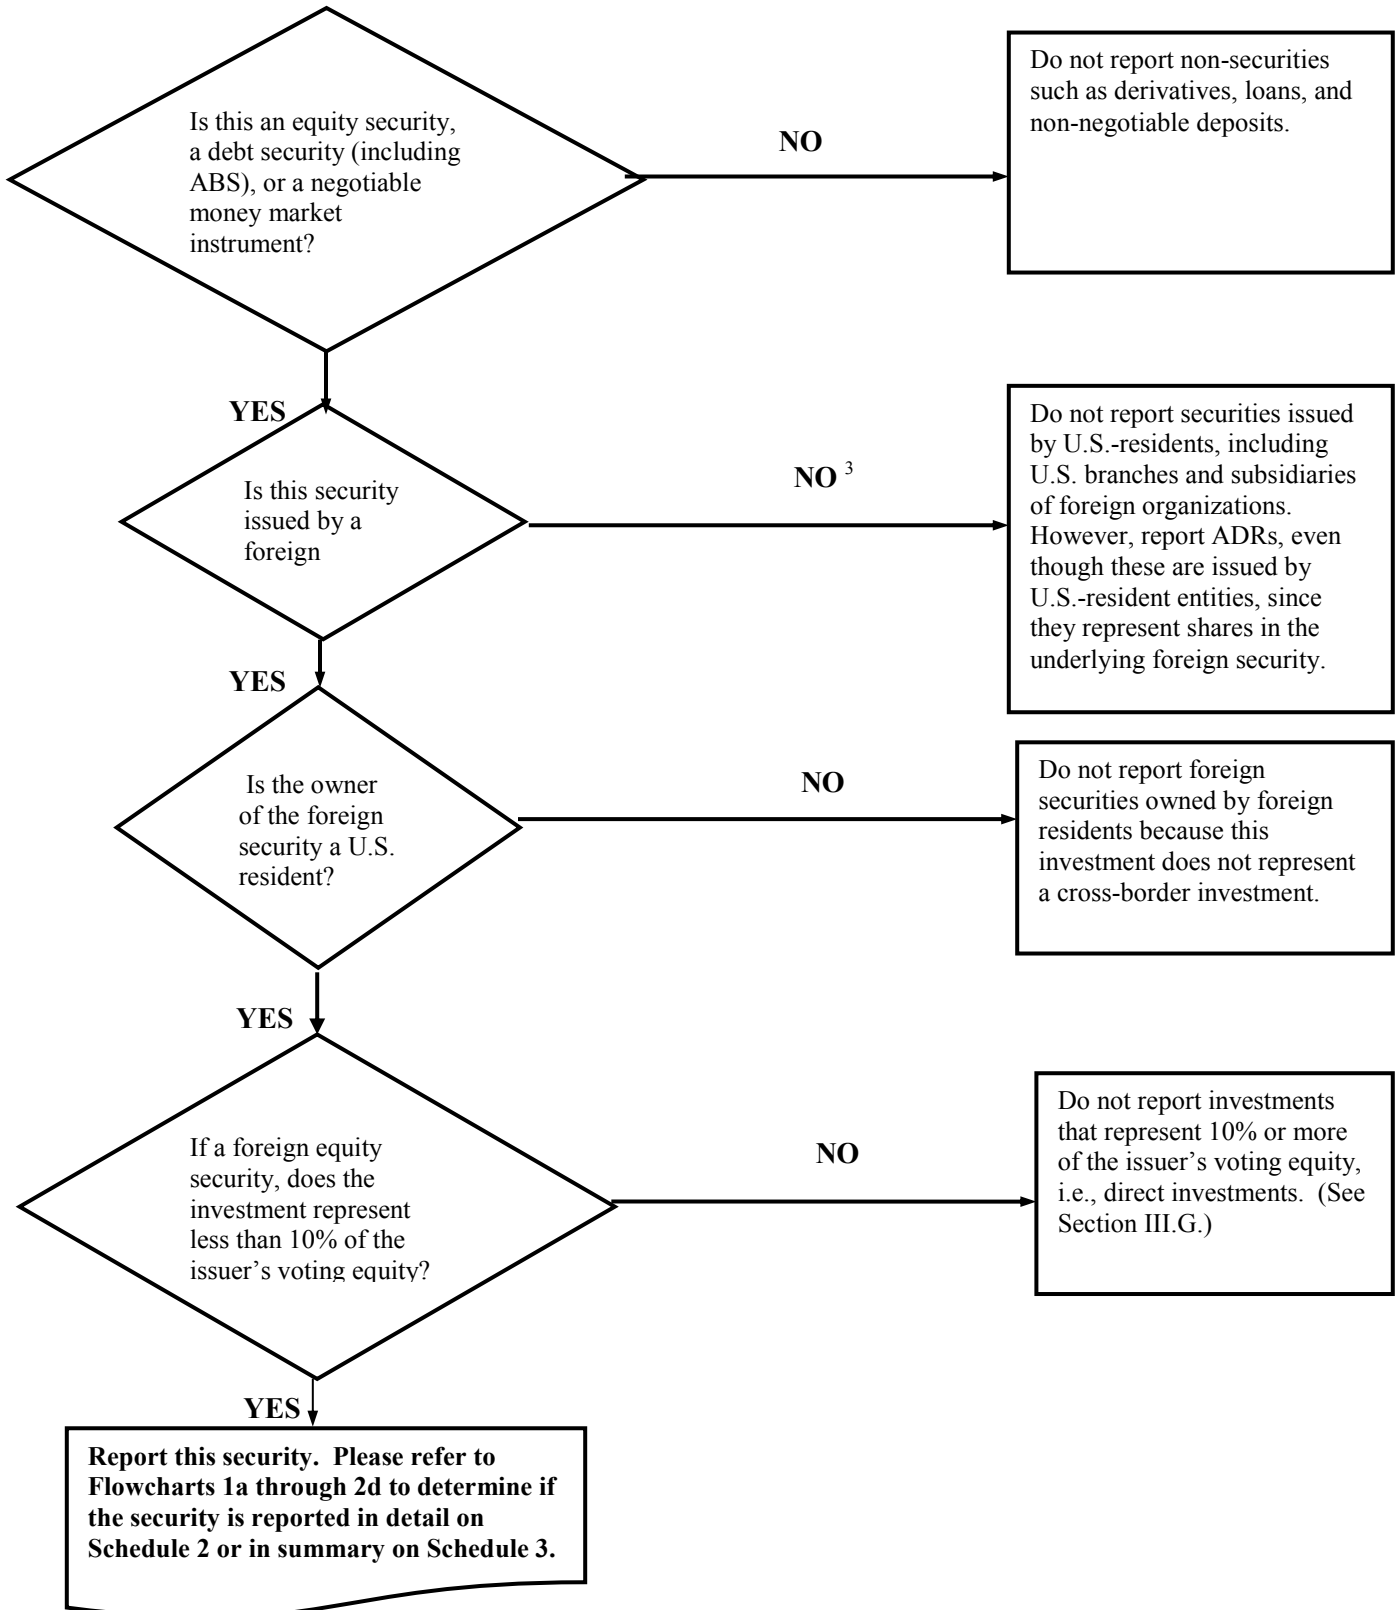 Is this an equity security,
a debt security (including
ABS), or a negotiable
money market
instrument?
NO
Do not report non-securities
such as derivatives, loans, and
non-negotiable deposits.
YES
Is this security
issued by a
foreign
NO 3
Do not report securities issued
by U.S.-residents, including
U.S. branches and subsidiaries
of foreign organizations.
However, report ADRs, even
though these are issued by
U.S.-resident entities, since
they represent shares in the
underlying foreign security.
YES
Is the owner
of the foreign
security a U.S.
resident?
NO
Do not report foreign
securities owned by foreign
residents because this
investment does not represent
a cross-border investment.
YES
If a foreign equity
security, does the
investment represent
less than 10% of the
issuer’s voting equity?
NO
Do not report investments
that represent 10% or more
of the issuer’s voting equity,
i.e., direct investments.  (See
Section III.G.)
YES
Report this security.  Please refer to
Flowcharts 1a through 2d to determine if
the security is reported in detail on
Schedule 2 or in summary on Schedule 3.